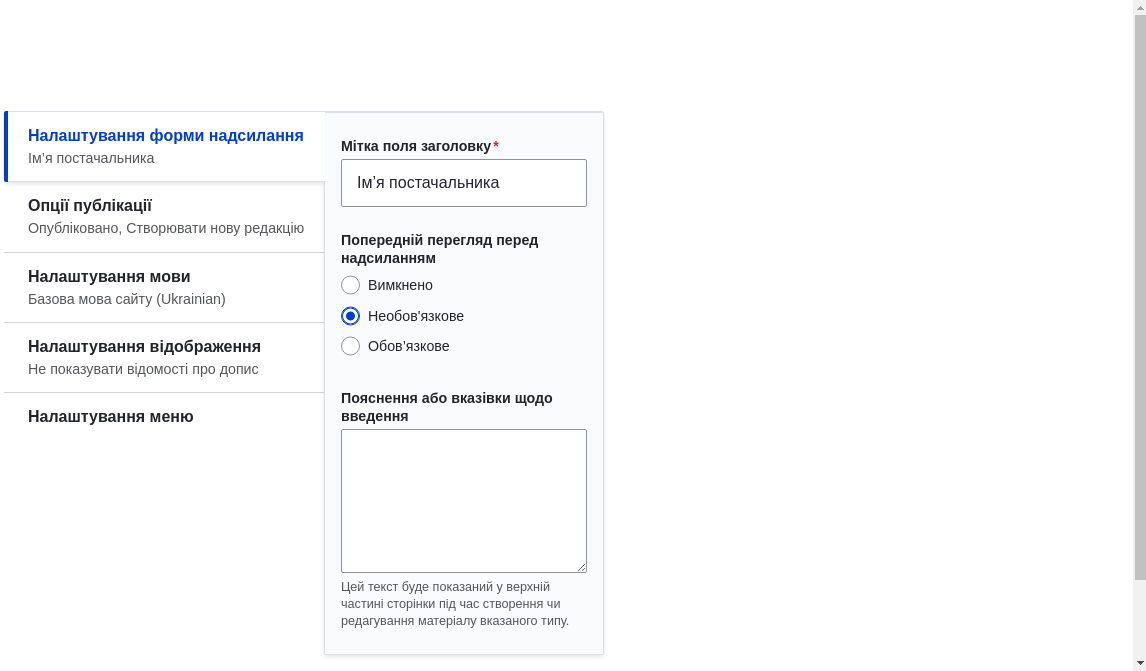 Налаштування форми надсилання
Ім’я постачальника
Опції публікації
Опубліковано, Створювати нову редакцію
Налаштування мови
Базова мова сайту (Ukrainian)
Налаштування відображення
Не показувати відомості про допис
Налаштування меню
Мітка поля заголовку*
Ім’я постачальника
Попередній перегляд перед
надсиланням
Вимкнено
Необов'язкове
Обов’язкове
Пояснення або вказівки щодо
введення
Цей текст буде показаний у верхній
частині сторінки під час створення чи
редагування матеріалу вказаного типу.